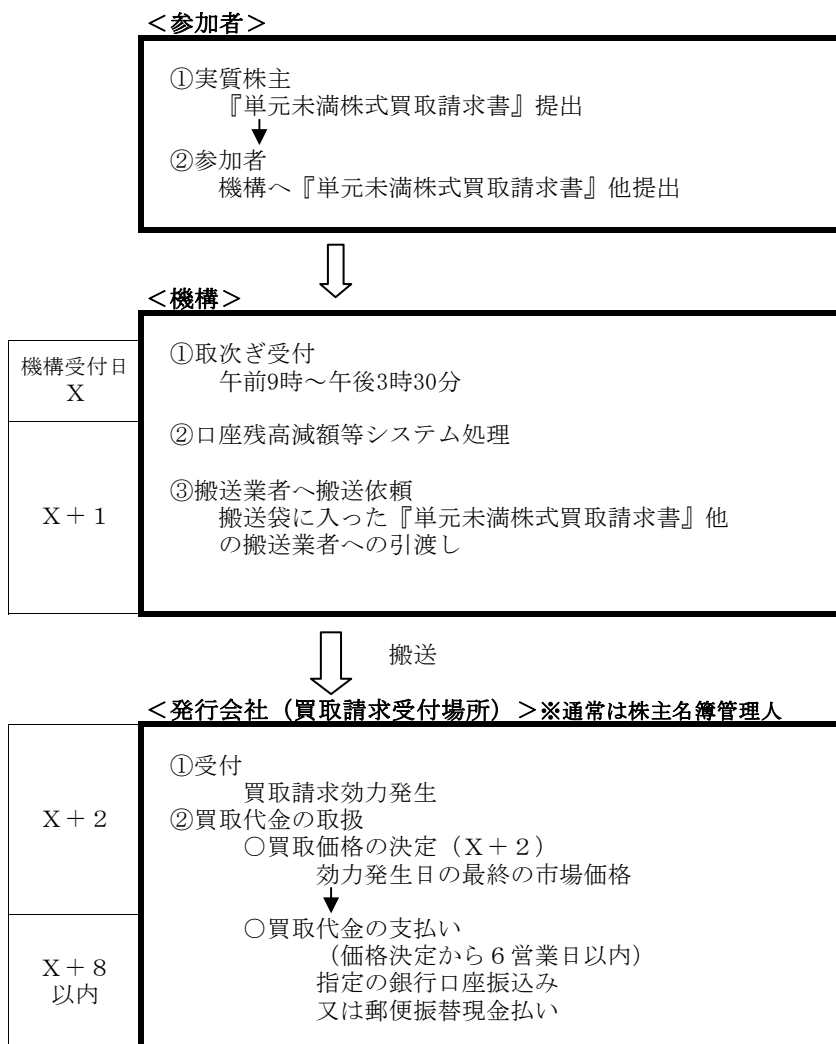 ＜参加者＞
①実質株主
『単元未満株式買取請求書』提出
②参加者
機構へ『単元未満株式買取請求書』他提出
＜機構＞
機構受付日
Ｘ
①取次ぎ受付
午前9時～午後3時30分
②口座残高減額等システム処理
Ｘ＋１
③搬送業者へ搬送依頼
搬送袋に入った『単元未満株式買取請求書』他
の搬送業者への引渡し
搬送
＜発行会社（買取請求受付場所）＞※通常は株主名簿管理人
Ｘ＋２
①受付
買取請求効力発生
②買取代金の取扱
○買取価格の決定（Ｘ＋２）
効力発生日の最終の市場価格
Ｘ＋８
以内
○買取代金の支払い
（価格決定から６営業日以内）
指定の銀行口座振込み
又は郵便振替現金払い